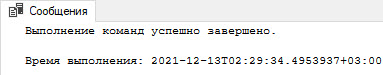 Сообщения
Выполнение команд успешно завершено.
Время выполнения: 2021-12-13T02:29:34.4953937+03:00